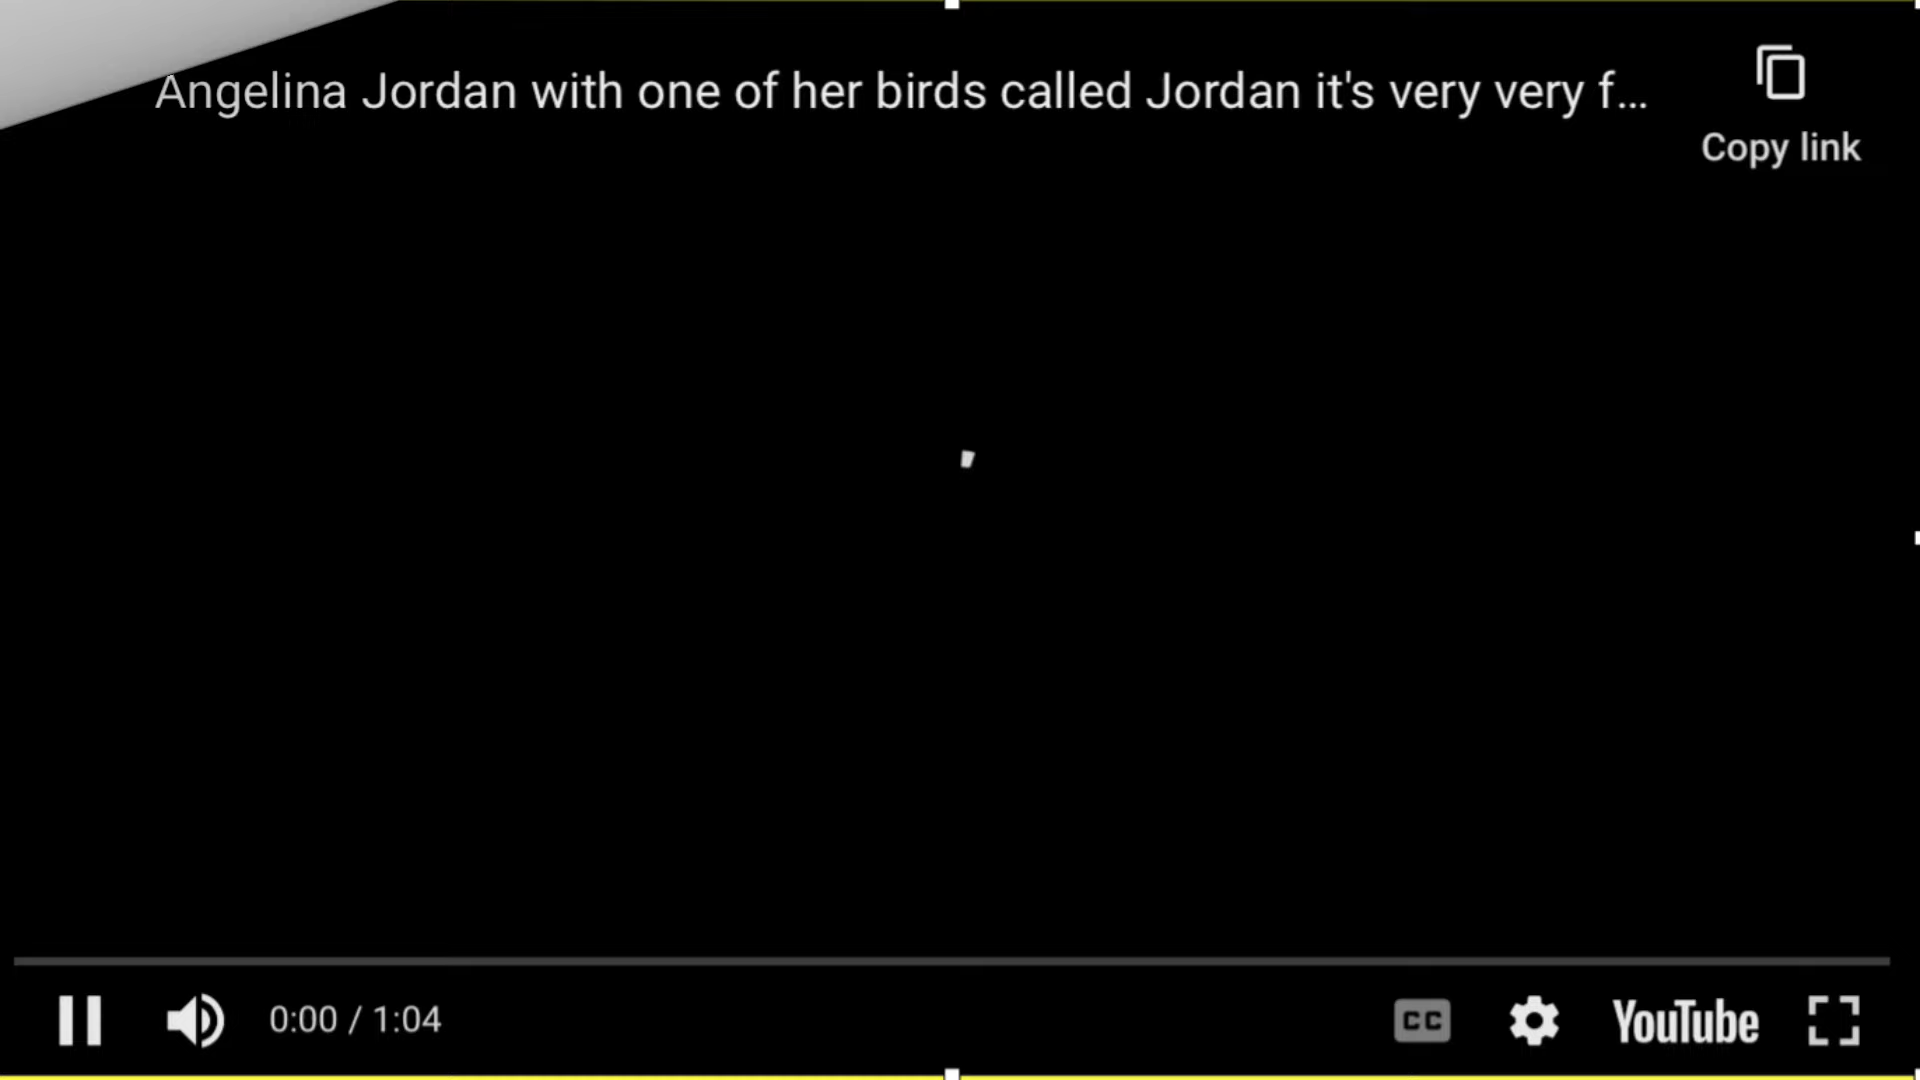 Angelina Jordan with one of her birds called Jordan it's very very f...
Copy link
0:00 / 1:04
CC
YouTube